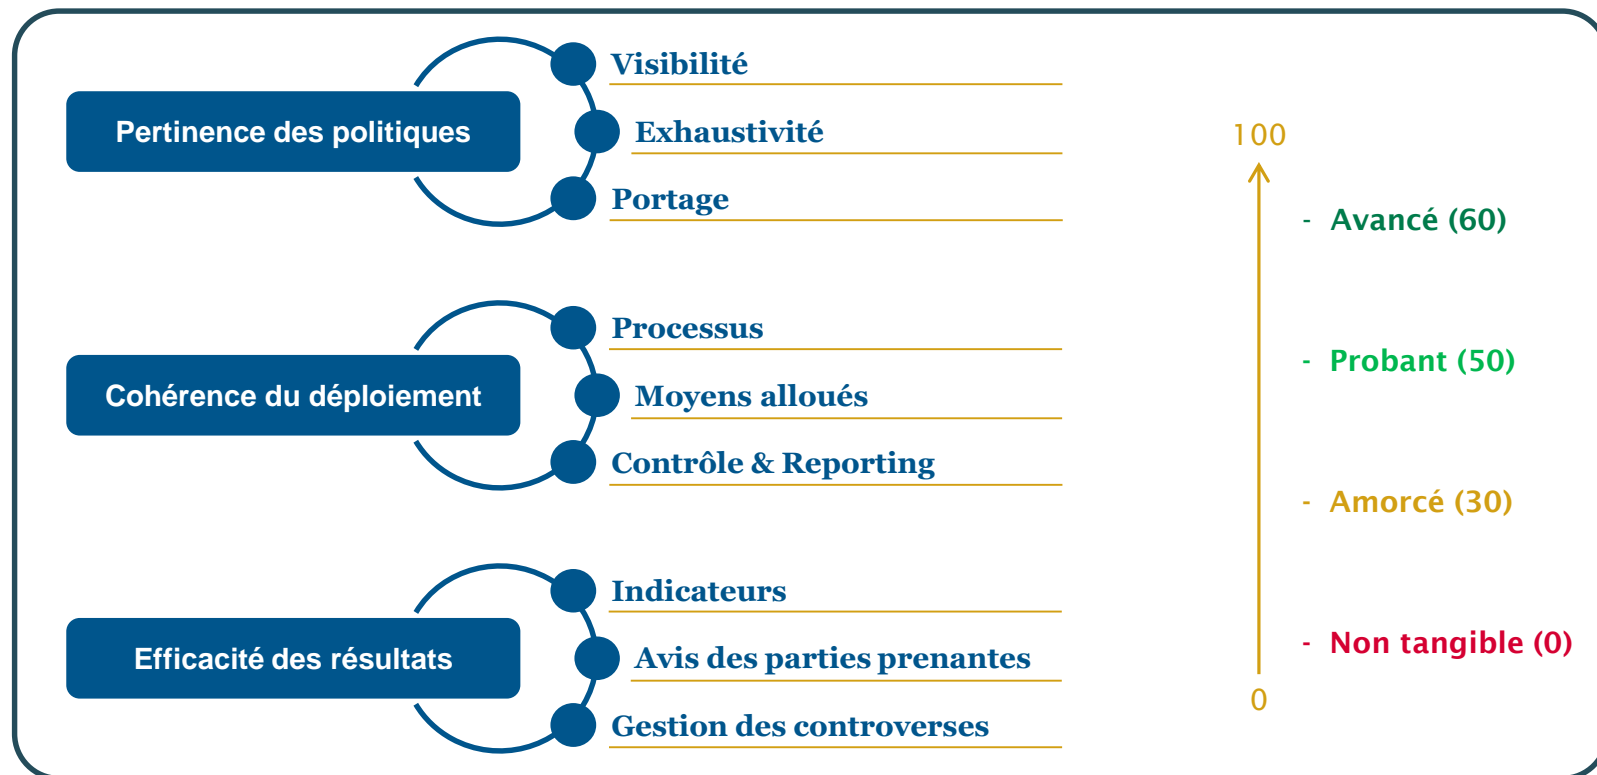 Pertinence des politiques
Visibilité
Exhaustivité
Portage
Cohérence du déploiement
Processus
Moyens alloués
Contrôle & Reporting
Efficacité des résultats
Indicateurs
Avis des parties prenantes
Gestion des controverses
100
- Avancé (60)
- Probant (50)
- Amorcé (30)
- Non tangible (0)
0